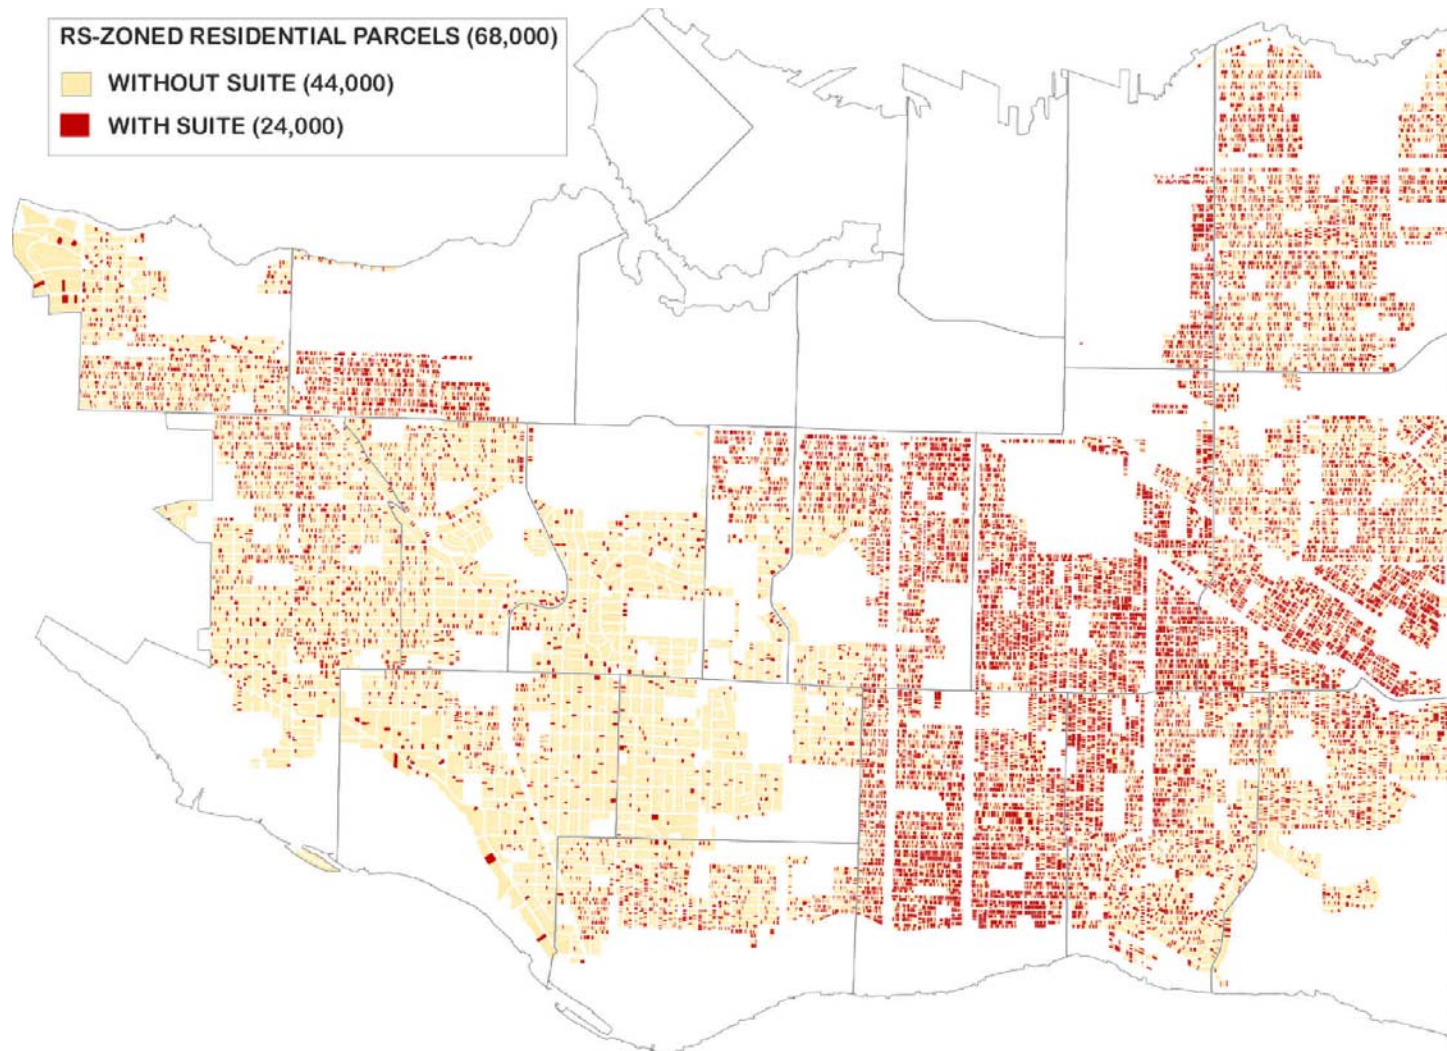 RS-ZONED RESIDENTIAL PARCELS (68,000)
WITHOUT SUITE (44,000)
WITH SUITE (24,000)